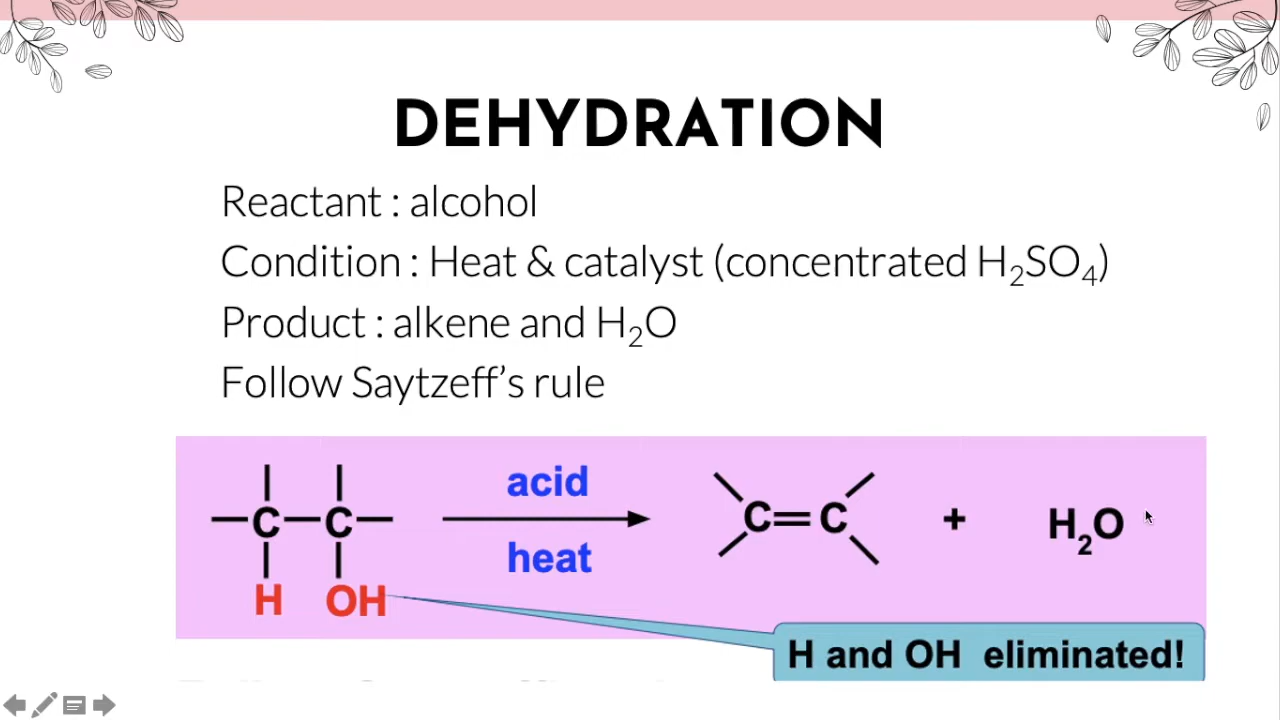 DEHYDRATION
Reactant : alcohol
Condition : Heat & catalyst (concentrated H₂SO₄)
Product : alkene and H₂O
Follow Saytzeff's rule
acid
C C C=C + H₂O
heat
H OH
H and OH eliminated!